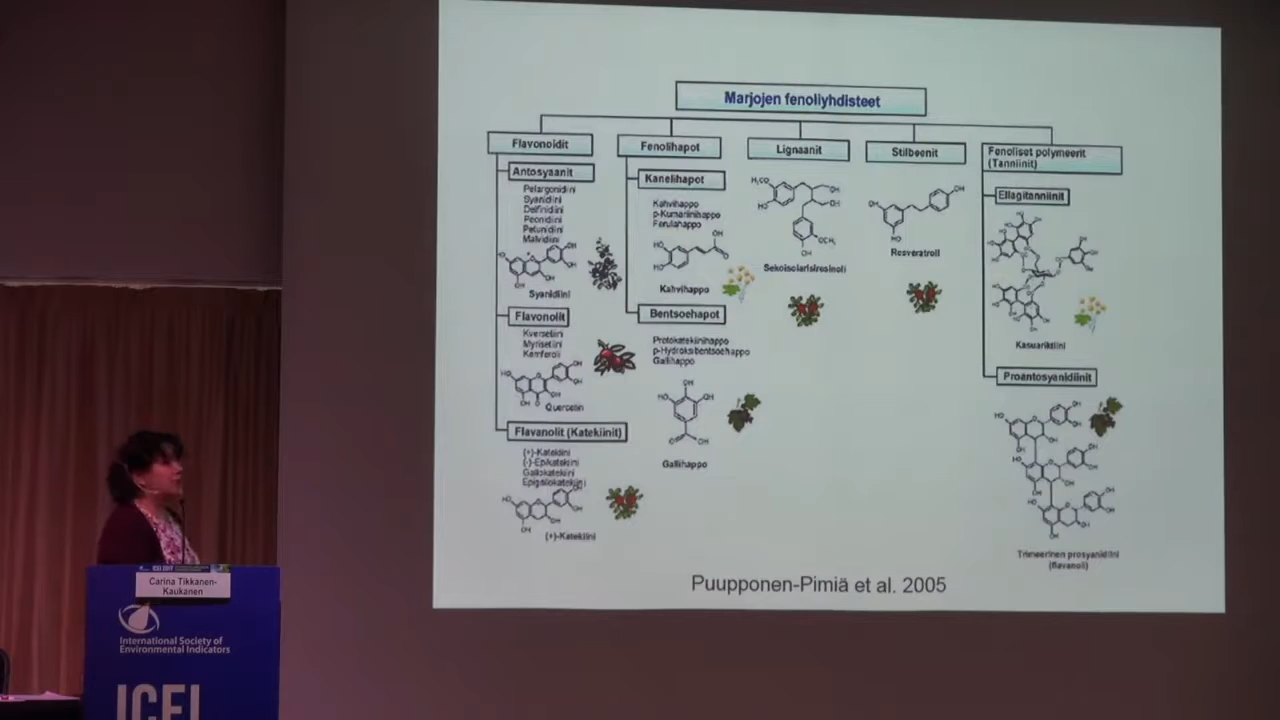 Marjojen fenoliyhdisteet
Flavonoidit
Antosyaanit
Pelargonidiini
Syanidiini
Delfinidiini
Peonidiini
Petunidiini
Malvidiini
Syanidiini
Flavonolit
Kversetiini
Myrisetiini
Kemferoli
Quercetin
Flavanolit (Katekiinit)
(+)-Katekiini
(-)-Epikatekiini
Gallokatekiini
Epigallokatekiini
(+)-Katekiini
Fenolihapot
Kanelihapot
Kahvihappo
p-Kumariinihappo
Ferulahappo
Kahvihappo
Bentsoehapot
Protokatekiinihappo
p-Hydroksibentsoehappo
Gallihappo
Gallihappo
Lignaanit
Sekoisolarisiresinoli
Stilbeenit
Resveratroli
Fenoliset polymeerit
(Tanniinit)
Ellagitanniinit
Kasuariktiini
Proantosyanidiinit
Trimeerinen prosyanidiini
(flavanoli)
Puupponen-Pimiä et al. 2005
Carina Tikkanen-
Kaukanen
International Society of
Environmental Indicators
ICEI